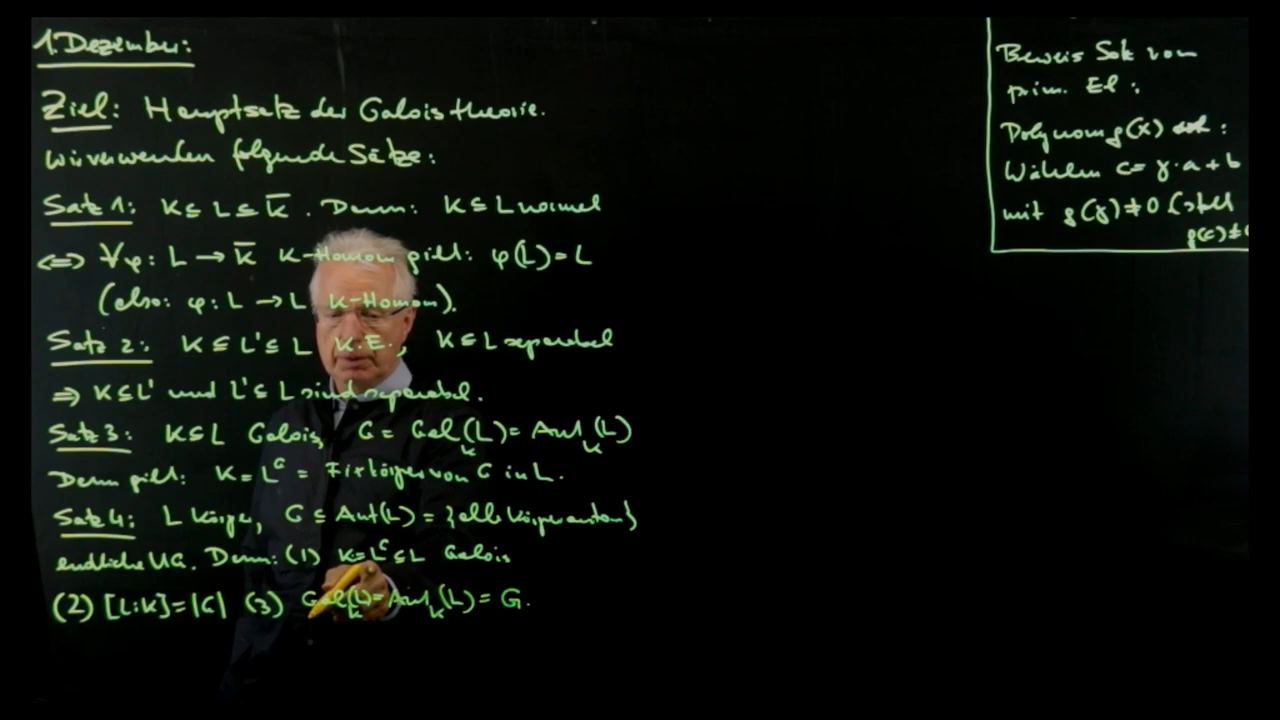 1. Dezember:
Ziel: Hauptsatz der Galoistheorie.
Wir verwenden folgende Sätze:
Satz 1: K ⊆ L ⊆ K̅. Dann: K ⊆ L normal
⟺ ∀φ: L → K̅ K-Homom gilt: φ(L) = L
(also: φ: L → L K-Homom).
Satz 2: K ⊆ L' ⊆ L K.E., K ⊆ L separabel
⇒ K ⊆ L' und L' ⊆ L sind separabel.
Satz 3: K ⊆ L Galois, G = Gal_K(L) = Aut_K(L)
Dann gilt: K = L^G = Fixkörper von G in L.
Satz 4: L Körper, G ⊆ Aut(L) = {alle Körperautom}
endliche UG. Dann: (1) K = L^G ⊆ L Galois
(2) [L:K] = |G| (3) Gal_K(L) = Aut_K(L) = G.
Beweis Satz vom
prim. El:
Polynom g(x) :
Wählen c = γ·a + b
mit g(γ) ≠ 0 (statt
g(c) ≠